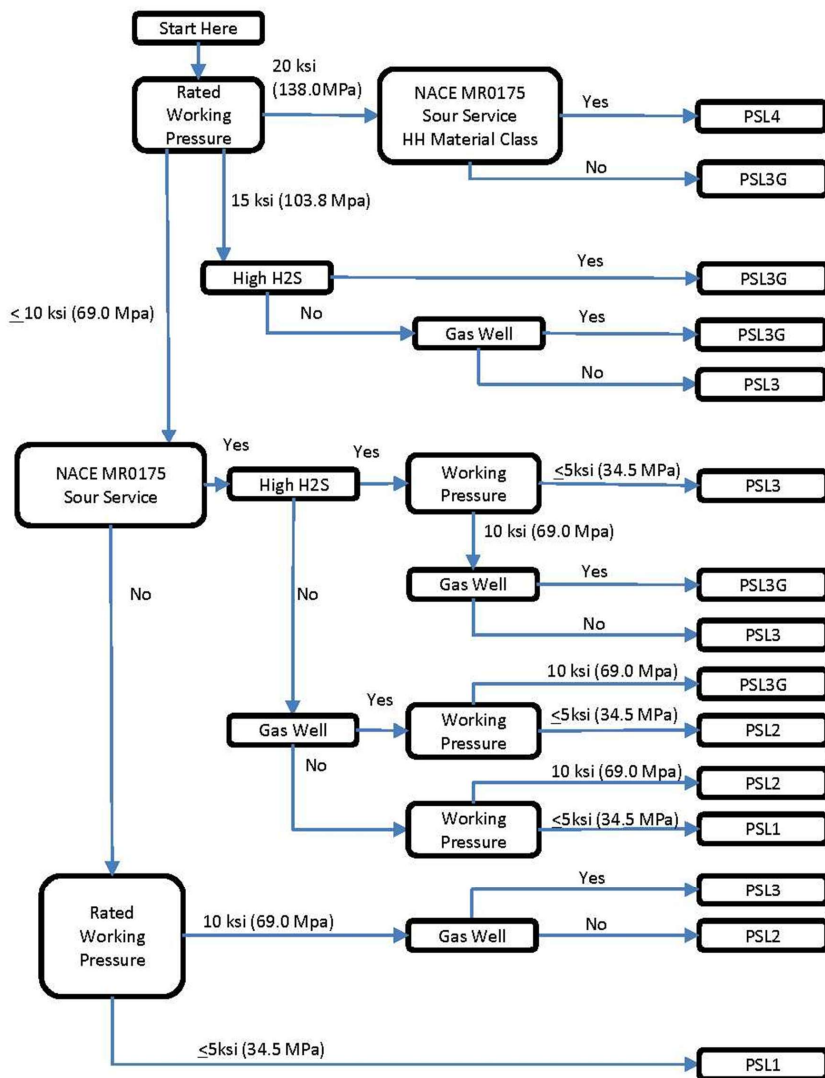 Start Here
20 ksi
(138.0MPa)
Rated
Working
Pressure
NACE MR0175
Sour Service
HH Material Class
Yes
PSL4
No
PSL3G
15 ksi (103.8 Mpa)
High H2S
Yes
PSL3G
No
Gas Well
Yes
PSL3G
No
PSL3
≤ 10 ksi (69.0 Mpa)
NACE MR0175
Sour Service
Yes
High H2S
Yes
Working
Pressure
≤5ksi (34.5 MPa)
PSL3
10 ksi (69.0 Mpa)
Gas Well
Yes
PSL3G
No
PSL3
No
No
Gas Well
Yes
Working
Pressure
10 ksi (69.0 Mpa)
PSL3G
≤5ksi (34.5 MPa)
PSL2
No
Working
Pressure
10 ksi (69.0 Mpa)
PSL2
≤5ksi (34.5 MPa)
PSL1
Rated
Working
Pressure
10 ksi (69.0 Mpa)
Gas Well
Yes
PSL3
No
PSL2
≤5ksi (34.5 MPa)
PSL1